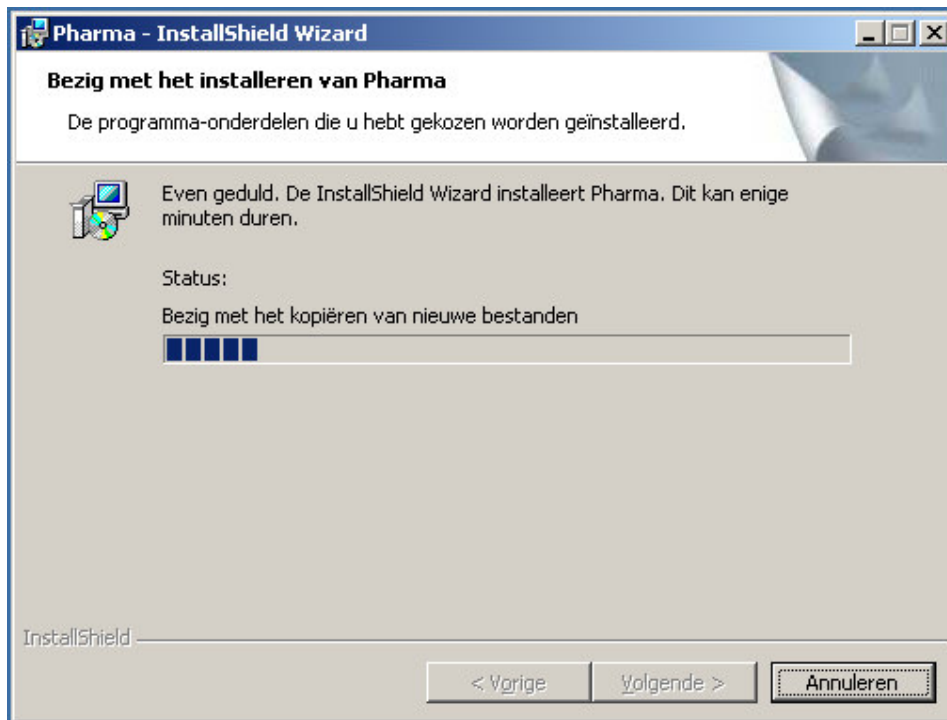 Pharma - InstallShield Wizard
Bezig met het installeren van Pharma
De programma-onderdelen die u hebt gekozen worden geïnstalleerd.
Even geduld. De InstallShield Wizard installeert Pharma. Dit kan enige
minuten duren.
Status:
Bezig met het kopiëren van nieuwe bestanden
InstallShield
< Vorige
Volgende >
Annuleren